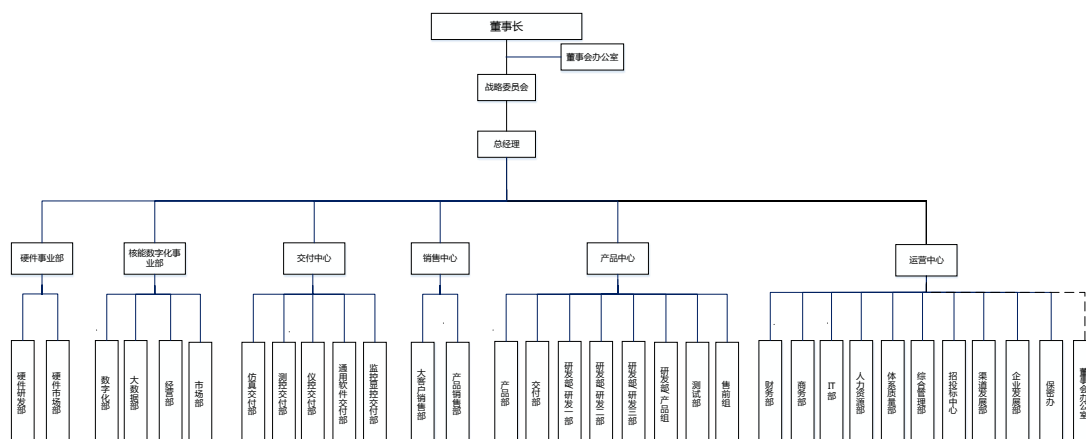 董事长
董事会办公室
战略委员会
总经理
硬件事业部
核能数字化事
业部
交付中心
销售中心
产品中心
运营中心
硬件研发部
硬件市场部
数字化部
大数据部
经营部
市场部
仿真交付部
测控交付部
仪控交付部
通用软件交付部
监控显控交付部
大客户销售部
产品销售部
产品部
交付部
研发部、研发一部
研发部、研发二部
研发部、研发三部
研发部、产品组
测试部
售前组
财务部
商务部
IT部
人力资源部
体系质量部
综合管理部
招投标中心
渠道发展部
企业发展部
保密办
董事会办公室